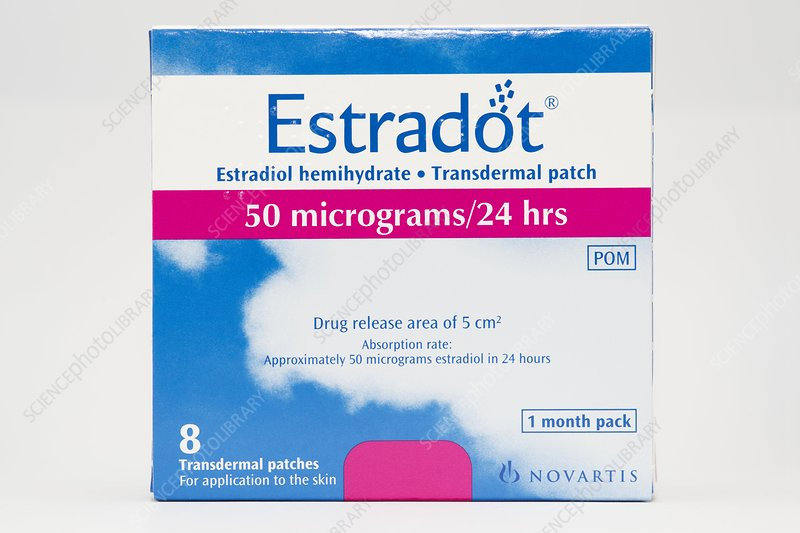 Estradot®
Estradiol hemihydrate • Transdermal patch
50 micrograms/24 hrs
POM
Drug release area of 5 cm²
Absorption rate:
Approximately 50 micrograms estradiol in 24 hours
1 month pack
8
Transdermal patches
For application to the skin
NOVARTIS
SCIENCEphotoLIBRARY